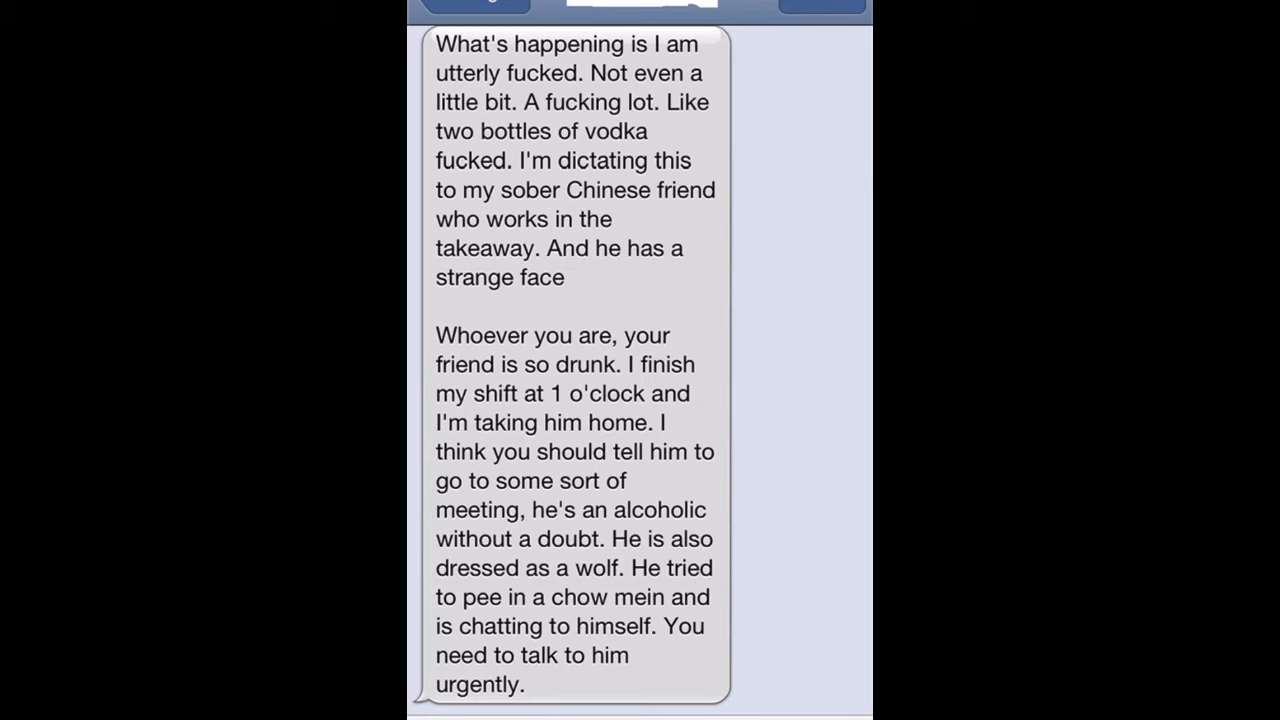 What's happening is I am
utterly fucked. Not even a
little bit. A fucking lot. Like
two bottles of vodka
fucked. I'm dictating this
to my sober Chinese friend
who works in the
takeaway. And he has a
strange face
Whoever you are, your
friend is so drunk. I finish
my shift at 1 o'clock and
I'm taking him home. I
think you should tell him to
go to some sort of
meeting, he's an alcoholic
without a doubt. He is also
dressed as a wolf. He tried
to pee in a chow mein and
is chatting to himself. You
need to talk to him
urgently.